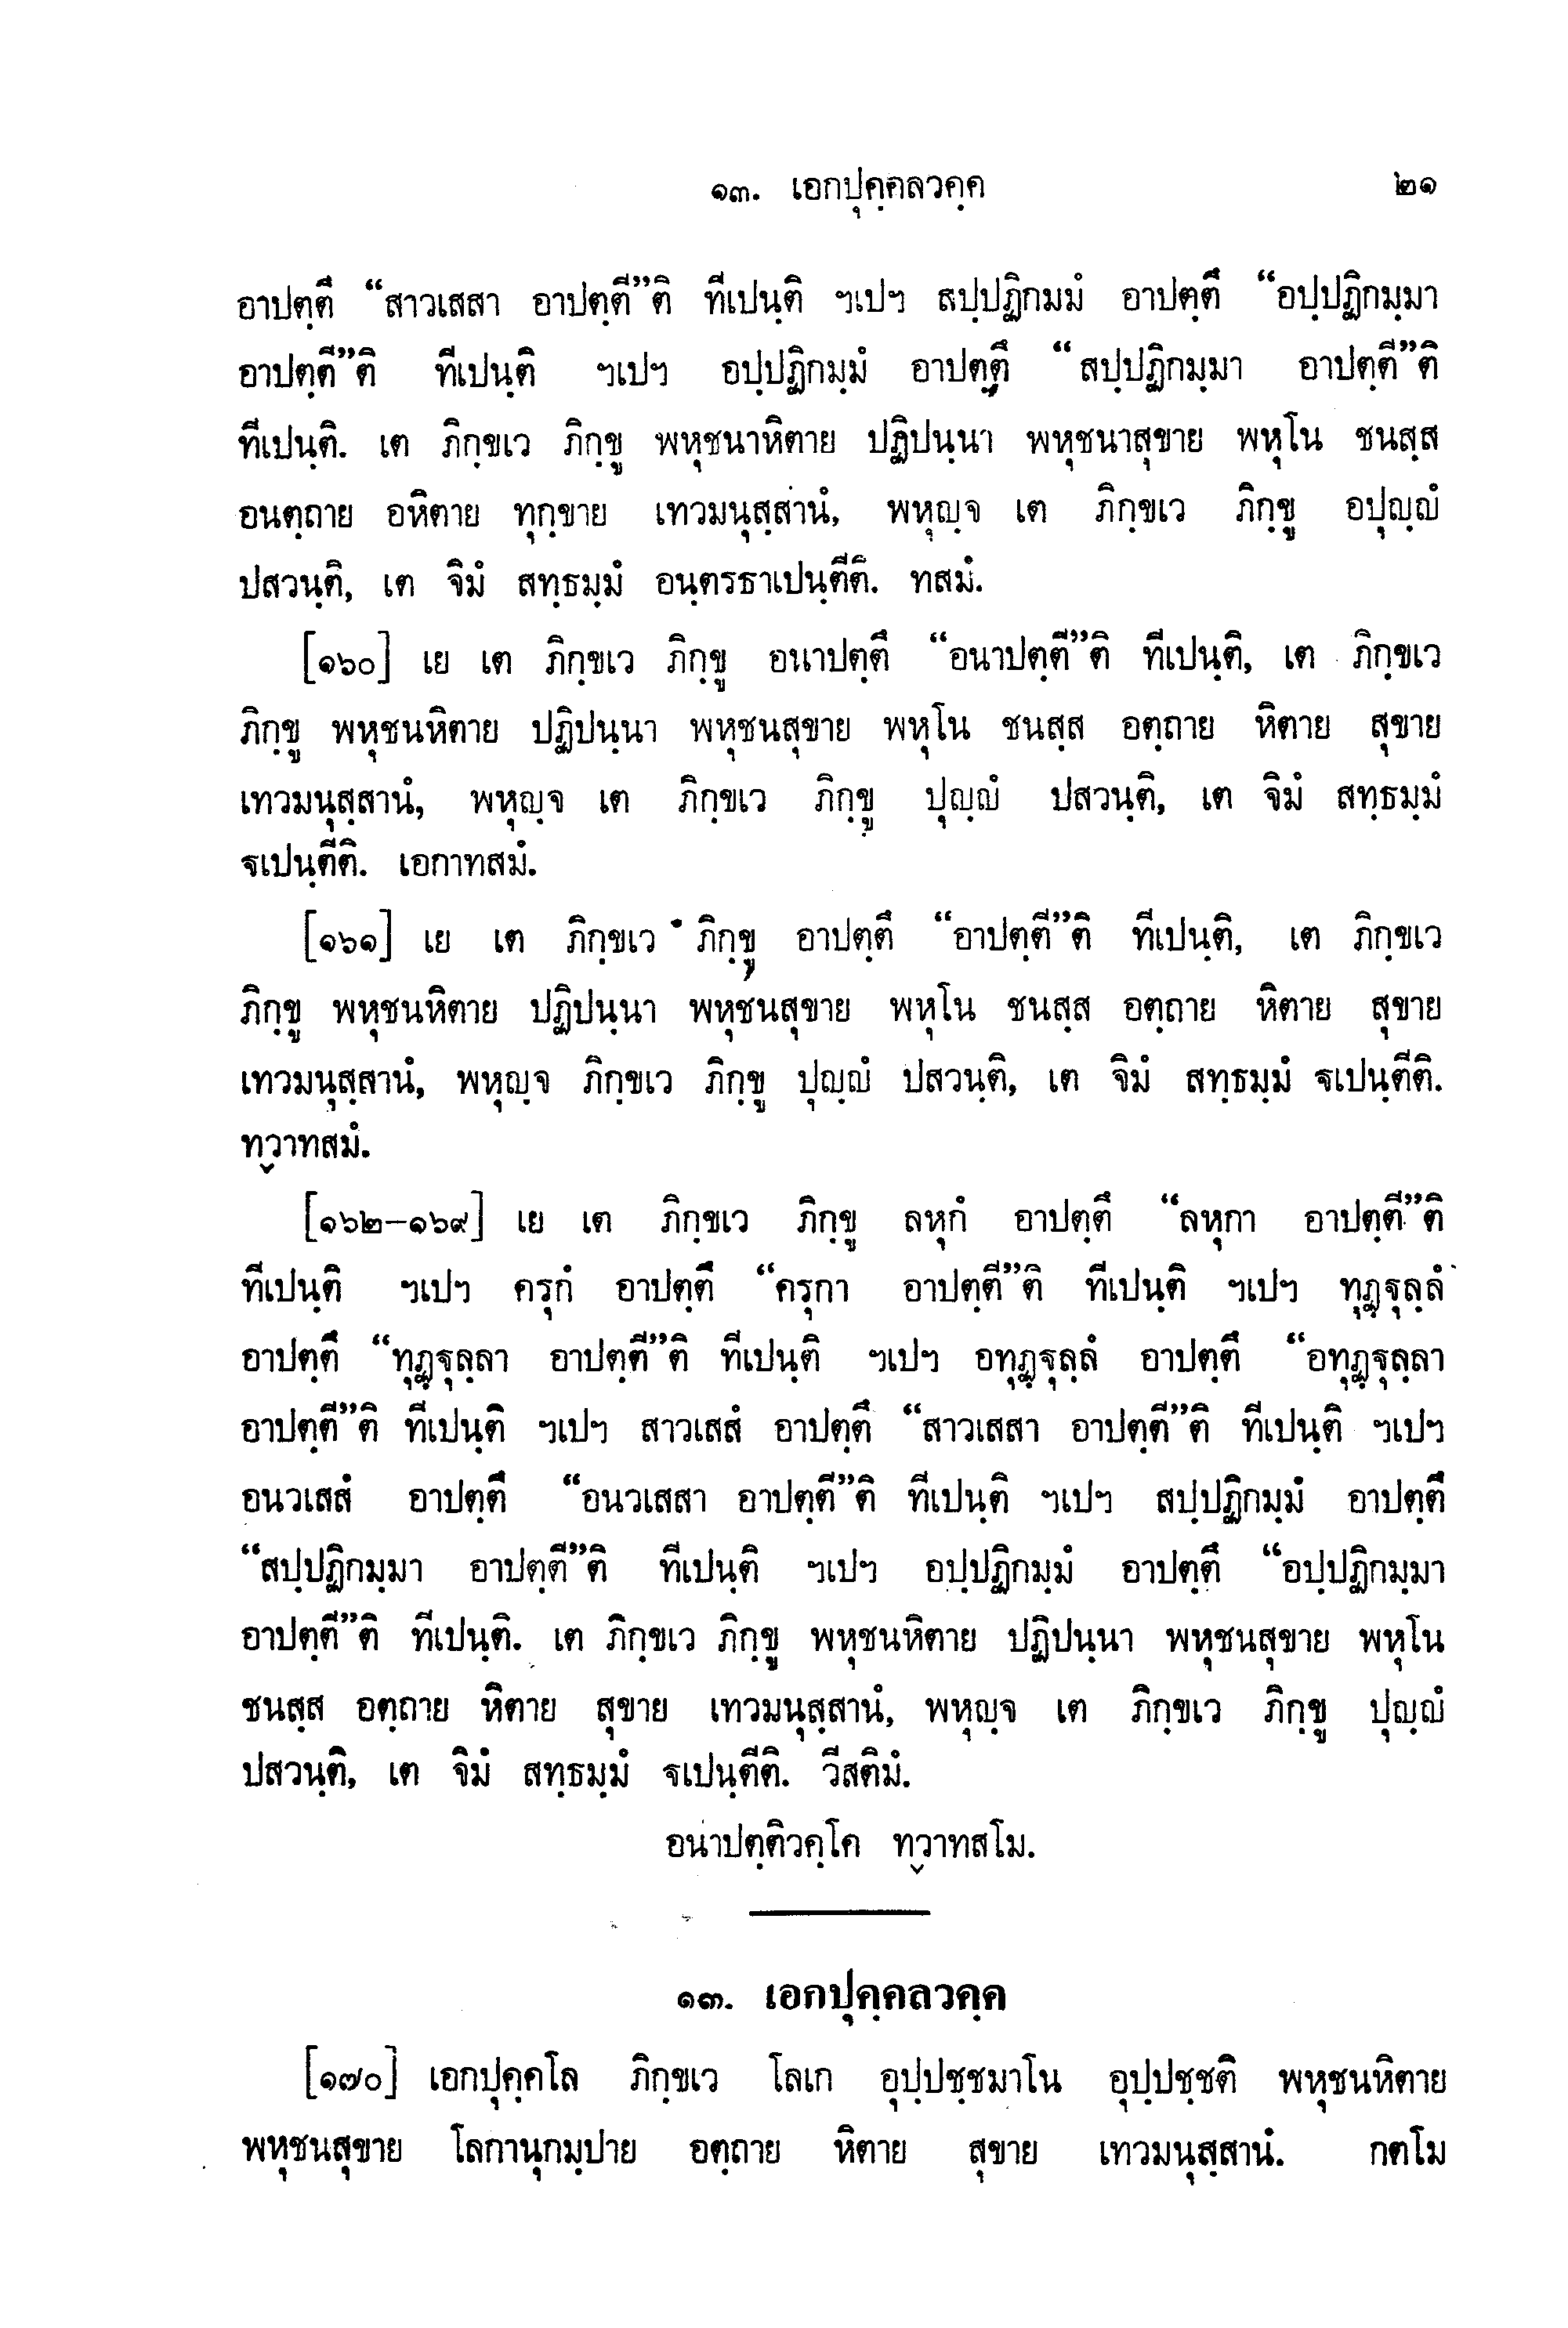 ๑๓. เอกปุคฺคลวคฺค ๒๑
อาปตฺตึ “สาวเสสา อาปตฺตี”ติ ทีเปนฺติ ฯเปฯ สปฺปฏิกมมํ อาปตฺตึ “อปฺปฏิกมฺมา
อาปตฺตี”ติ ทีเปนฺติ ฯเปฯ อปฺปฏิกมฺมํ อาปตฺตึ “สปฺปฏิกมฺมา อาปตฺตี”ติ
ทีเปนฺติ. เต ภิกฺขเว ภิกฺขู พหุชนาหิตาย ปฏิปนฺนา พหุชนาสุขาย พหุโน ชนสฺส
อนตฺถาย อหิตาย ทุกฺขาย เทวมนุสฺสานํ, พหุญฺจ เต ภิกฺขเว ภิกฺขู อปุญฺญํ
ปสวนฺติ, เต จิมํ สทฺธมฺมํ อนฺตรธาเปนฺตีติ. ทสมํ.
[๑๖๐] เย เต ภิกฺขเว ภิกฺขู อนาปตฺตึ “อนาปตฺตี”ติ ทีเปนฺติ, เต ภิกฺขเว
ภิกฺขู พหุชนหิตาย ปฏิปนฺนา พหุชนสุขาย พหุโน ชนสฺส อตฺถาย หิตาย สุขาย
เทวมนุสฺสานํ, พหุญฺจ เต ภิกฺขเว ภิกฺขู ปุญฺญํ ปสวนฺติ, เต จิมํ สทฺธมฺมํ
ฐเปนฺตีติ. เอกาทสมํ.
[๑๖๑] เย เต ภิกฺขเว ภิกฺขู อาปตฺตึ “อาปตฺตี”ติ ทีเปนฺติ, เต ภิกฺขเว
ภิกฺขู พหุชนหิตาย ปฏิปนฺนา พหุชนสุขาย พหุโน ชนสฺส อตฺถาย หิตาย สุขาย
เทวมนุสฺสานํ, พหุญฺจ ภิกฺขเว ภิกฺขู ปุญฺญํ ปสวนฺติ, เต จิมํ สทฺธมฺมํ ฐเปนฺตีติ.
ทฺวาทสมํ.
[๑๖๒–๑๖๙] เย เต ภิกฺขเว ภิกฺขู ลหุกํ อาปตฺตึ “ลหุกา อาปตฺตี”ติ
ทีเปนฺติ ฯเปฯ ครุกํ อาปตฺตึ “ครุกา อาปตฺตี”ติ ทีเปนฺติ ฯเปฯ ทุฏฺฐุลฺลํ
อาปตฺตึ “ทุฏฺฐุลฺลา อาปตฺตี”ติ ทีเปนฺติ ฯเปฯ อทุฏฺฐุลฺลํ อาปตฺตึ “อทุฏฺฐุลฺลา
อาปตฺตี”ติ ทีเปนฺติ ฯเปฯ สาวเสสํ อาปตฺตึ “สาวเสสา อาปตฺตี”ติ ทีเปนฺติ ฯเปฯ
อนวเสสํ อาปตฺตึ “อนวเสสา อาปตฺตี”ติ ทีเปนฺติ ฯเปฯ สปฺปฏิกมฺมํ อาปตฺตึ
“สปฺปฏิกมฺมา อาปตฺตี”ติ ทีเปนฺติ ฯเปฯ อปฺปฏิกมฺมํ อาปตฺตึ “อปฺปฏิกมฺมา
อาปตฺตี”ติ ทีเปนฺติ. เต ภิกฺขเว ภิกฺขู พหุชนหิตาย ปฏิปนฺนา พหุชนสุขาย พหุโน
ชนสฺส อตฺถาย หิตาย สุขาย เทวมนุสฺสานํ, พหุญฺจ เต ภิกฺขเว ภิกฺขู ปุญฺญํ
ปสวนฺติ, เต จิมํ สทฺธมฺมํ ฐเปนฺตีติ. วีสติมํ.
อนาปตฺติวคฺโค ทฺวาทสโม.
๑๓. เอกปุคฺคลวคฺค
[๑๗๐] เอกปุคฺคโล ภิกฺขเว โลเก อุปฺปชฺชมาโน อุปฺปชฺชติ พหุชนหิตาย
พหุชนสุขาย โลกานุกมฺปาย อตฺถาย หิตาย สุขาย เทวมนุสฺสานํ. กตโม